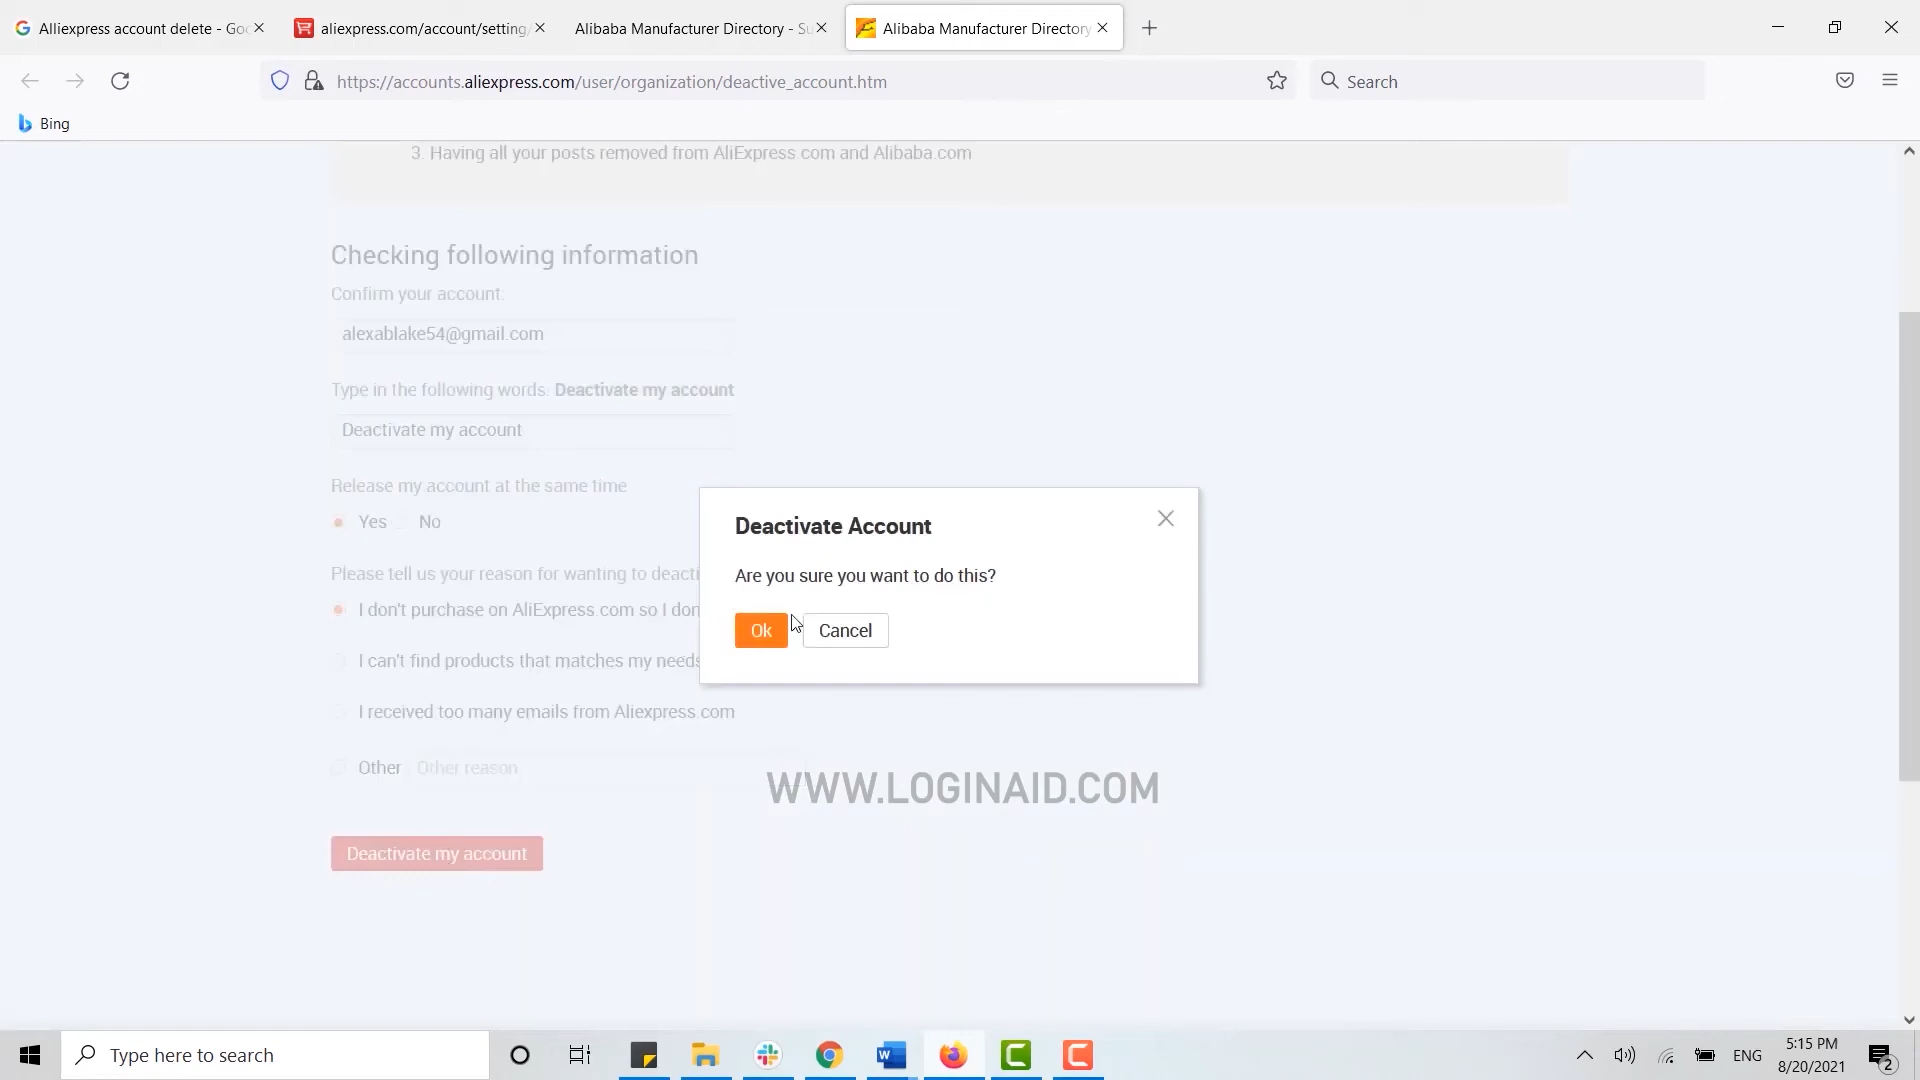 Alliexpress account delete - Goo
aliexpress.com/account/setting/
Alibaba Manufacturer Directory - Su
Alibaba Manufacturer Directory
https://accounts.aliexpress.com/user/organization/deactive_account.htm
Search
Bing
3. Having all your posts removed from AliExpress com and Alibaba.com
Checking following information
Confirm your account:
alexablake54@gmail.com
Type in the following words: Deactivate my account
Deactivate my account
Release my account at the same time
Yes No
Please tell us your reason for wanting to deacti
I don't purchase on AliExpress.com so I don
I can't find products that matches my needs
I received too many emails from Aliexpress.com
Other Other reason
Deactivate my account
Deactivate Account
Are you sure you want to do this?
Ok Cancel
WWW.LOGINAID.COM
Type here to search
ENG
5:15 PM
8/20/2021
2